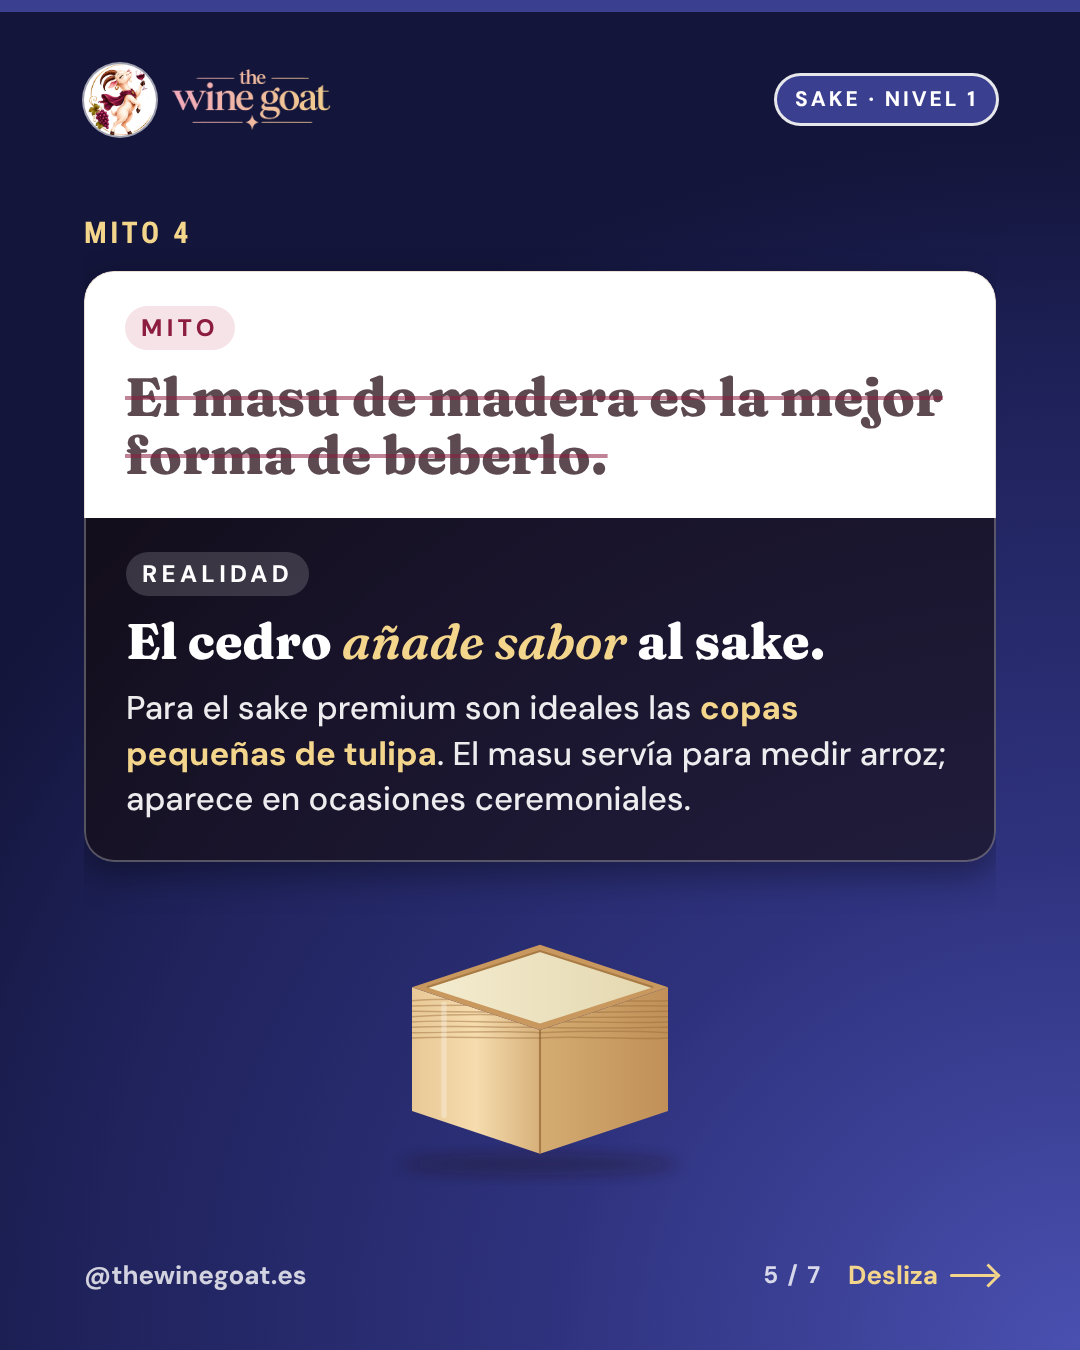 the
wine goat
SAKE · NIVEL 1
MITO 4
MITO
El masu de madera es la mejor
forma de beberlo.
REALIDAD
El cedro añade sabor al sake.
Para el sake premium son ideales las copas
pequeñas de tulipa. El masu servía para medir arroz;
aparece en ocasiones ceremoniales.
@thewinegoat.es
5 / 7 Desliza